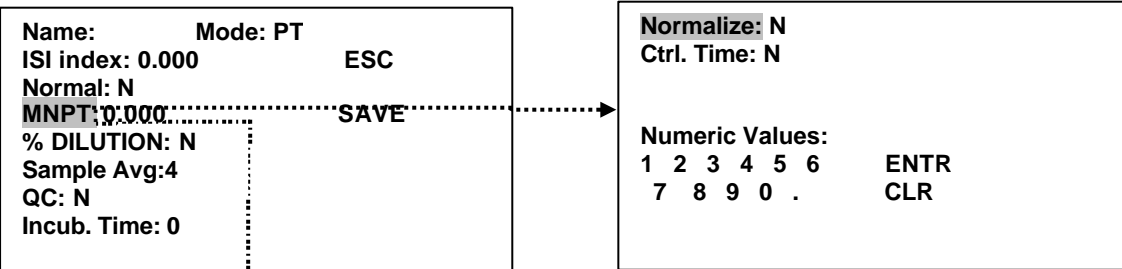 Name: Mode: PT
ISI index: 0.000 ESC
Normal: N
MNPT: 0.000 SAVE
% DILUTION: N
Sample Avg:4
QC: N
Incub. Time: 0
Normalize: N
Ctrl. Time: N
Numeric Values:
1 2 3 4 5 6 ENTR
7 8 9 0 . CLR